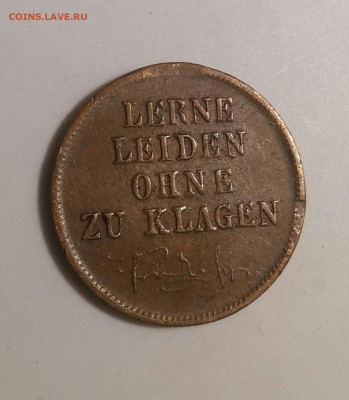 COINS.LAVE.RU
LERNE
LEIDEN
OHNE
ZU KLAGEN